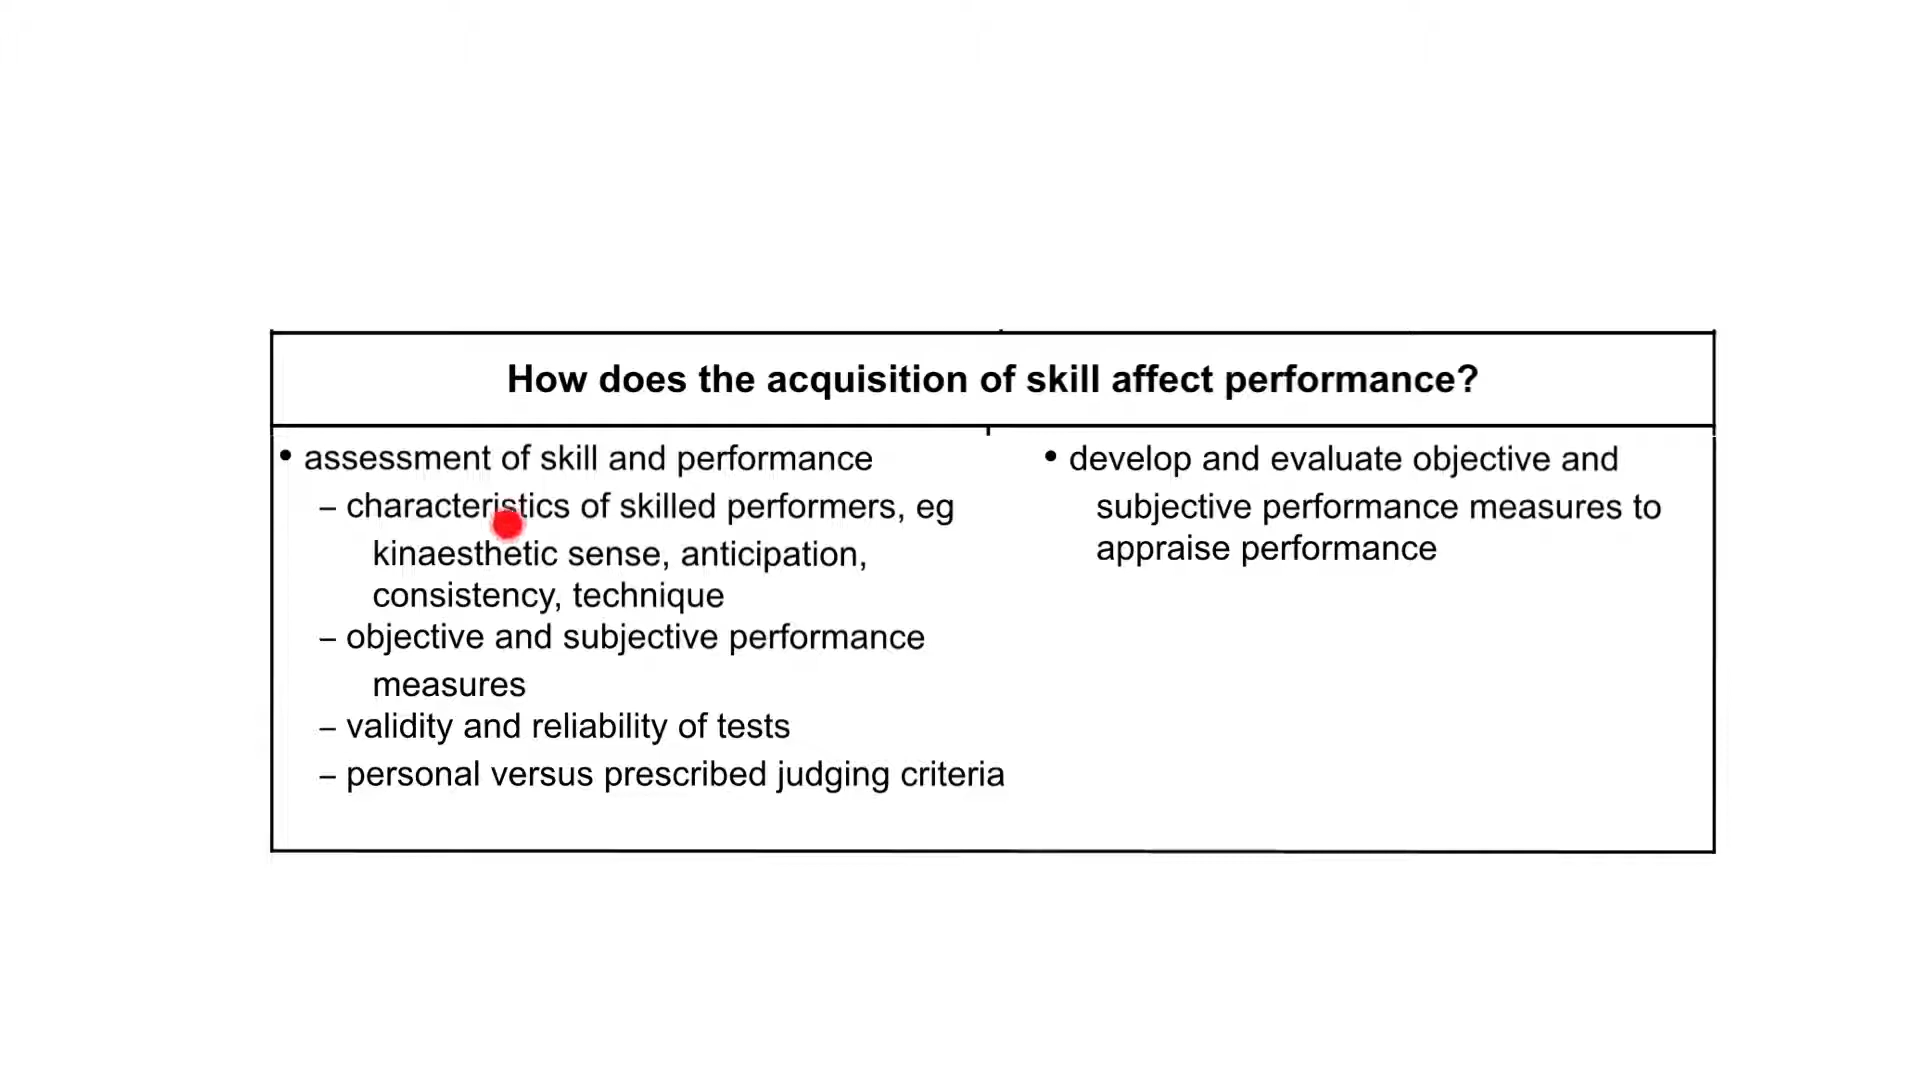 How does the acquisition of skill affect performance?
• assessment of skill and performance
– characteristics of skilled performers, eg
kinaesthetic sense, anticipation,
consistency, technique
– objective and subjective performance
measures
– validity and reliability of tests
– personal versus prescribed judging criteria
• develop and evaluate objective and
subjective performance measures to
appraise performance